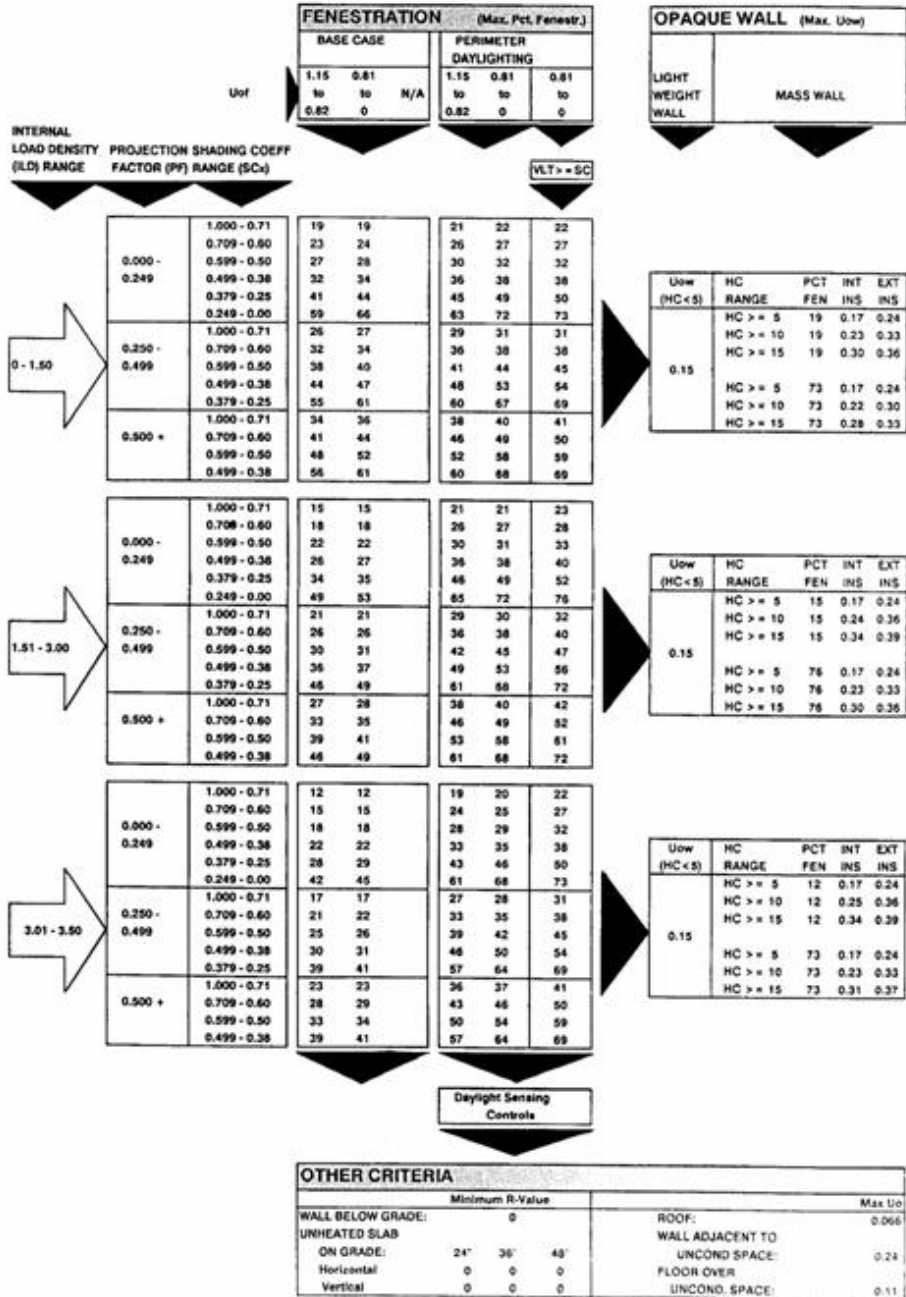 FENESTRATION (Max. Pct. Fenestr.)
BASE CASE
PERIMETER DAYLIGHTING
Uof
1.15 0.81 1.15 0.81 0.81
to to N/A to to to
0.82 0 0.82 0 0
OPAQUE WALL (Max. Uow)
LIGHT
WEIGHT MASS WALL
WALL
INTERNAL
LOAD DENSITY PROJECTION SHADING COEFF
(ILD) RANGE FACTOR (PF) RANGE (SCx)
VLT > = SC
0 - 1.50
0.000 - 0.249
1.000 - 0.71 19 19 21 22 22
0.709 - 0.60 23 24 26 27 27
0.599 - 0.50 27 28 30 32 32
0.499 - 0.38 32 34 36 38 38
0.379 - 0.25 41 44 45 49 50
0.249 - 0.00 59 66 63 72 73
0.250 - 0.499
1.000 - 0.71 26 27 29 31 31
0.709 - 0.60 32 34 36 38 38
0.599 - 0.50 38 40 41 44 45
0.499 - 0.38 44 47 48 53 54
0.379 - 0.25 55 61 60 67 69
0.500 +
1.000 - 0.71 34 36 38 40 41
0.709 - 0.60 41 44 46 49 50
0.599 - 0.50 48 52 52 58 59
0.499 - 0.38 56 61 60 68 69
Uow HC PCT INT EXT
(HC < 5) RANGE FEN INS INS
0.15
HC > = 5 19 0.17 0.24
HC > = 10 19 0.23 0.33
HC > = 15 19 0.30 0.36
HC > = 5 73 0.17 0.24
HC > = 10 73 0.22 0.30
HC > = 15 73 0.28 0.33
1.51 - 3.00
0.000 - 0.249
1.000 - 0.71 15 15 21 21 23
0.708 - 0.60 18 18 26 27 28
0.599 - 0.50 22 22 30 31 33
0.499 - 0.38 26 27 36 38 40
0.379 - 0.25 34 35 46 49 52
0.249 - 0.00 49 53 65 72 76
0.250 - 0.499
1.000 - 0.71 21 21 29 30 32
0.709 - 0.60 26 26 36 38 40
0.599 - 0.50 30 31 42 45 47
0.499 - 0.38 36 37 49 53 56
0.379 - 0.25 46 49 61 68 72
0.500 +
1.000 - 0.71 27 28 38 40 42
0.709 - 0.60 33 35 46 49 52
0.599 - 0.50 39 41 53 58 61
0.499 - 0.38 46 49 61 68 72
Uow HC PCT INT EXT
(HC < 5) RANGE FEN INS INS
0.15
HC > = 5 15 0.17 0.24
HC > = 10 15 0.24 0.36
HC > = 15 15 0.34 0.39
HC > = 5 76 0.17 0.24
HC > = 10 76 0.23 0.33
HC > = 15 76 0.30 0.36
3.01 - 3.50
0.000 - 0.249
1.000 - 0.71 12 12 19 20 22
0.709 - 0.60 15 15 24 25 27
0.599 - 0.50 18 18 28 29 32
0.499 - 0.38 22 22 33 35 38
0.379 - 0.25 28 29 43 46 50
0.249 - 0.00 42 45 61 68 73
0.250 - 0.499
1.000 - 0.71 17 17 27 28 31
0.709 - 0.60 21 22 33 35 38
0.599 - 0.50 25 26 39 42 45
0.499 - 0.38 30 31 46 50 54
0.379 - 0.25 39 41 57 64 69
0.500 +
1.000 - 0.71 23 23 36 37 41
0.709 - 0.60 28 29 43 46 50
0.599 - 0.50 33 34 50 54 59
0.499 - 0.38 39 41 57 64 69
Uow HC PCT INT EXT
(HC < 5) RANGE FEN INS INS
0.15
HC > = 5 12 0.17 0.24
HC > = 10 12 0.25 0.36
HC > = 15 12 0.34 0.39
HC > = 5 73 0.17 0.24
HC > = 10 73 0.23 0.33
HC > = 15 73 0.31 0.37
Daylight Sensing
Controls
OTHER CRITERIA
Minimum R-Value Max Uo
WALL BELOW GRADE: 0 ROOF: 0.066
UNHEATED SLAB WALL ADJACENT TO
ON GRADE: 24" 36" 48" UNCOND SPACE: 0.24
Horizontal 0 0 0 FLOOR OVER
Vertical 0 0 0 UNCOND. SPACE: 0.11